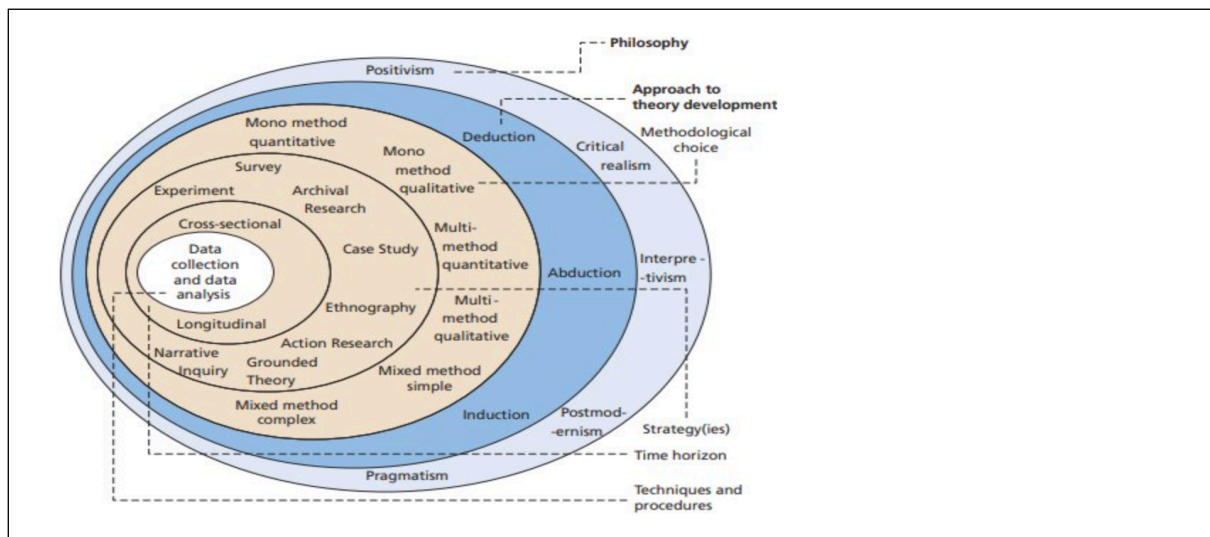 Philosophy
Positivism
Approach to
theory development
Mono method
quantitative
Deduction
Methodological
choice
Mono
method
qualitative
Critical
realism
Survey
Experiment
Archival
Research
Cross-sectional
Data
collection
and data
analysis
Case Study
Multi-
method
quantitative
Abduction
Interpre -
-tivism
Ethnography
Multi-
method
qualitative
Longitudinal
Action Research
Narrative
Inquiry
Grounded
Theory
Mixed method
simple
Mixed method
complex
Induction
Postmod-
-ernism
Strategy(ies)
Time horizon
Pragmatism
Techniques and
procedures